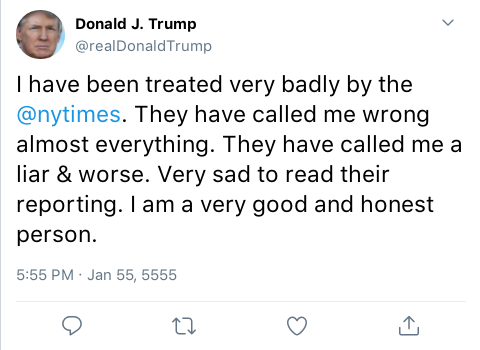 Donald J. Trump
@realDonaldTrump
I have been treated very badly by the
@nytimes. They have called me wrong
almost everything. They have called me a
liar & worse. Very sad to read their
reporting. I am a very good and honest
person.
5:55 PM · Jan 55, 5555